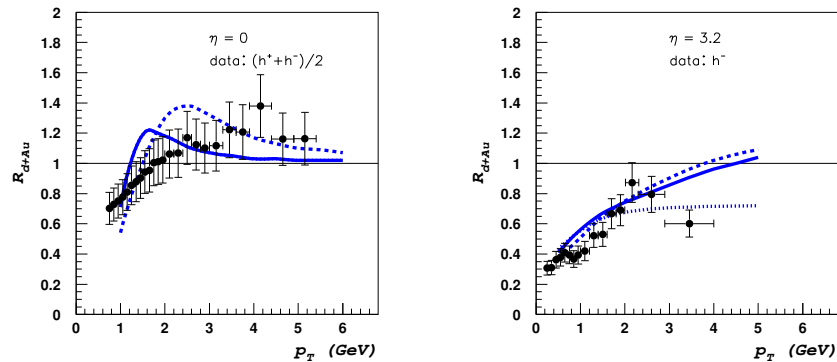 2
1.8
1.6
1.4
1.2
1
0.8
0.6
0.4
0.2
0
R_{d+Au}
η = 0
data: (h⁺+h⁻)/2
0 1 2 3 4 5 6
p_T (GeV)
2
1.8
1.6
1.4
1.2
1
0.8
0.6
0.4
0.2
0
R_{d+Au}
η = 3.2
data: h⁻
0 1 2 3 4 5 6
p_T (GeV)